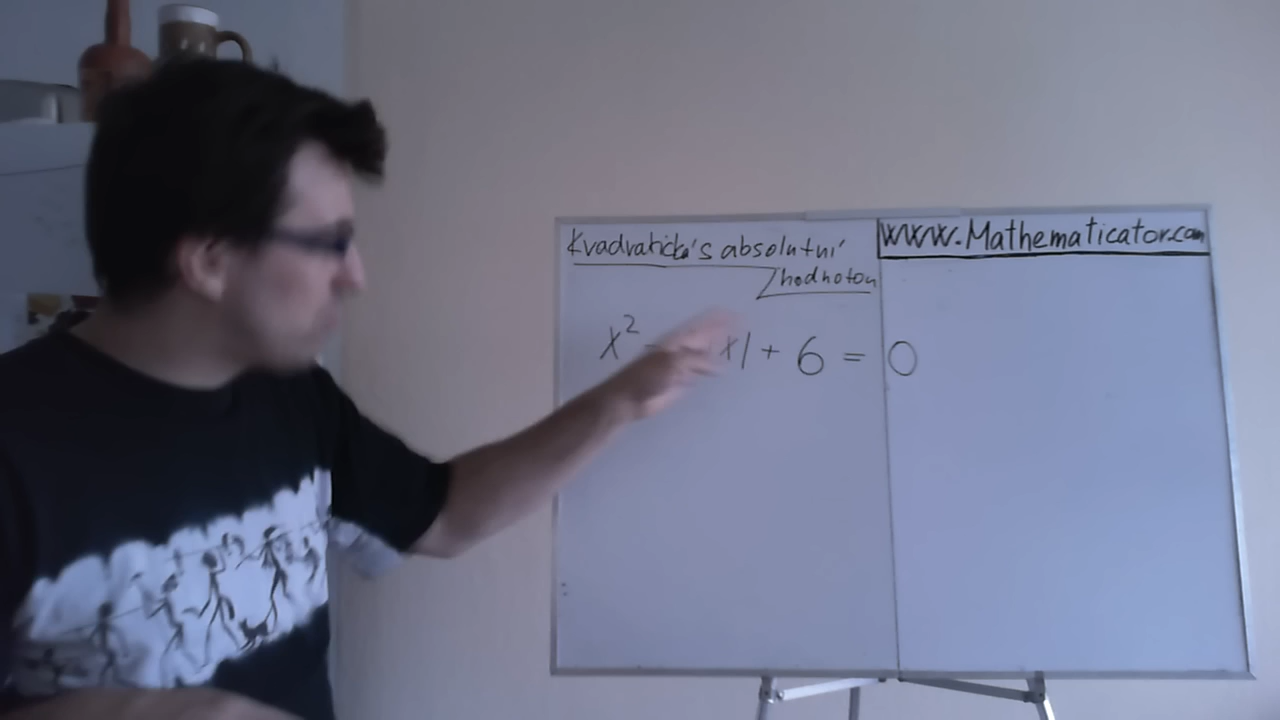 Kvadratická s absolutní
hodnotou
www.Mathematicator.com
x² - x| + 6 = 0